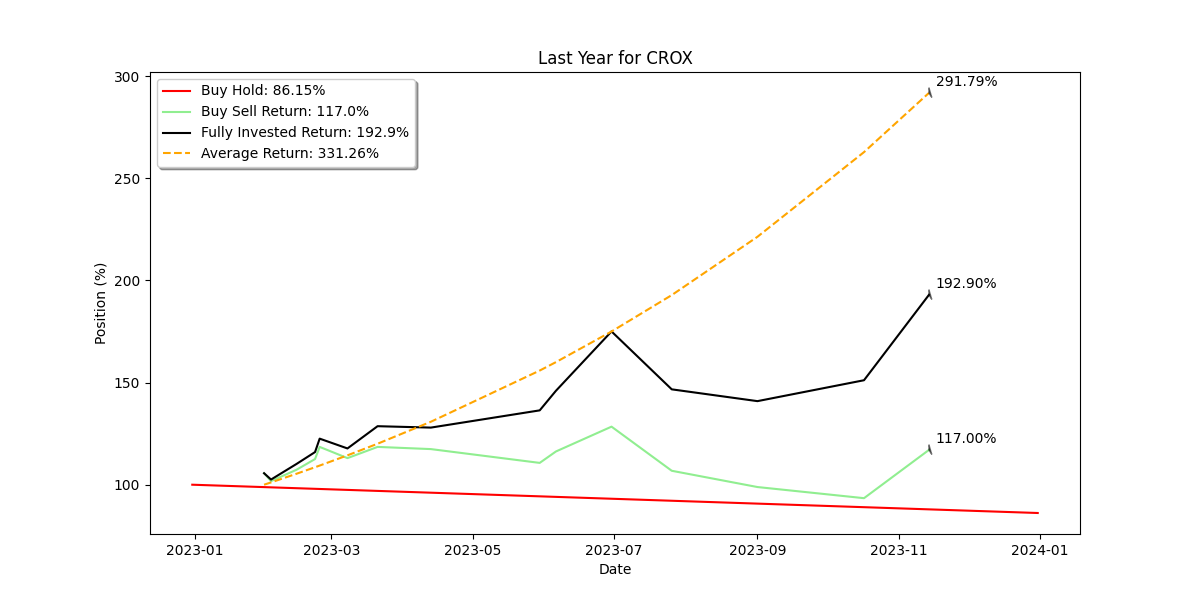 Last Year for CROX
Buy Hold: 86.15%
Buy Sell Return: 117.0%
Fully Invested Return: 192.9%
Average Return: 331.26%
300
250
200
150
100
Position (%)
291.79%
192.90%
117.00%
2023-01
2023-03
2023-05
2023-07
2023-09
2023-11
2024-01
Date